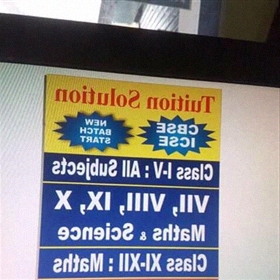 Tuition Solution
CBSE
ICSE
NEW
BATCH
START
Class I-V : All Subjects
VII, VIII, IX, X
Maths & Science
Class XI-XII : Maths